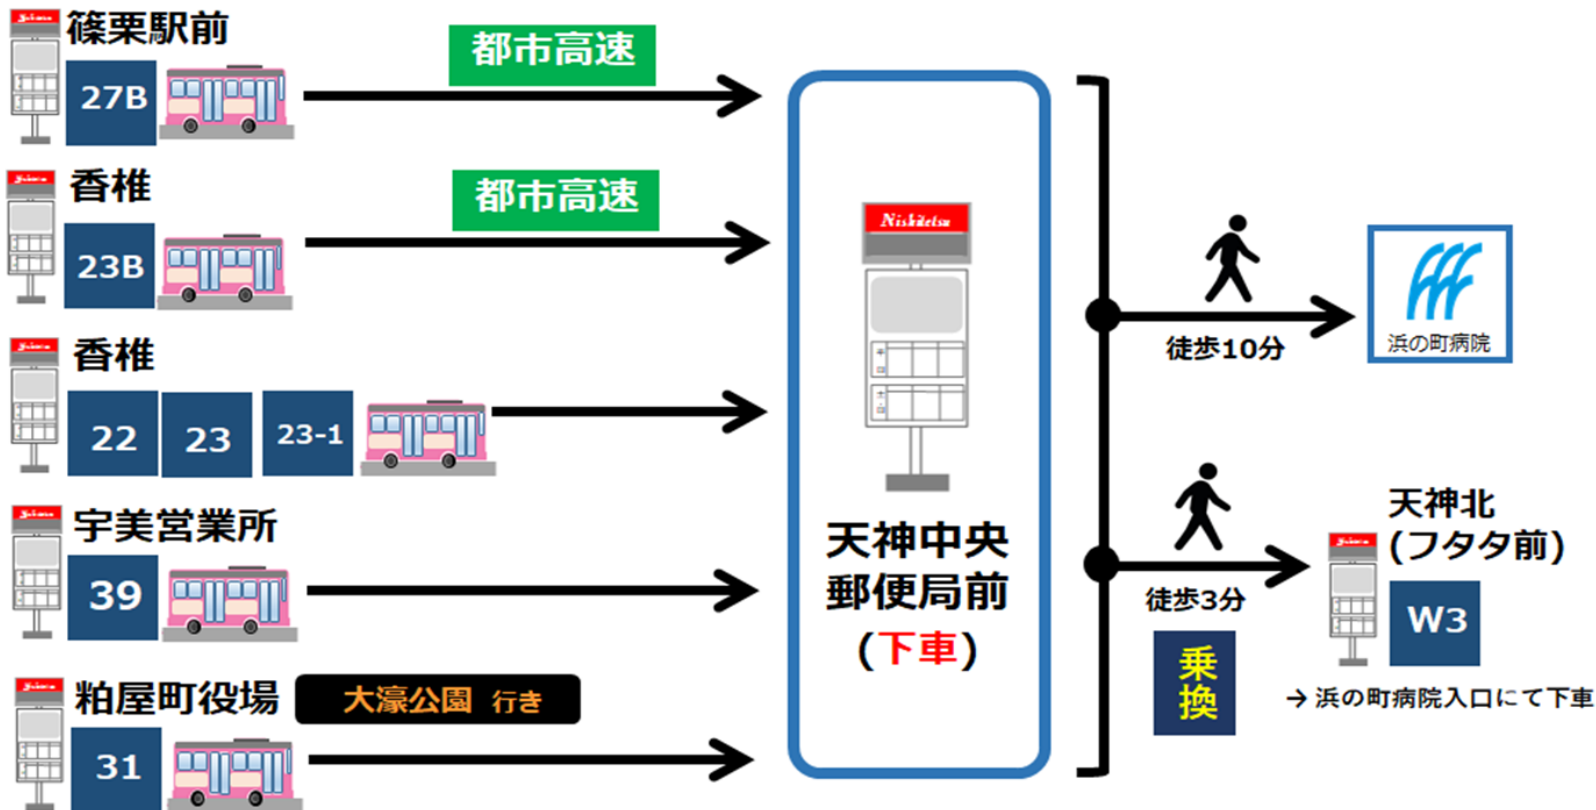 篠栗駅前
27B
都市高速
香椎
23B
都市高速
香椎
22
23
23-1
宇美営業所
39
粕屋町役場
大濠公園 行き
31
Nishitetsu
天神中央
郵便局前
(下車)
徒歩10分
浜の町病院
徒歩3分
乗換
天神北
(フタタ前)
W3
→ 浜の町病院入口にて下車